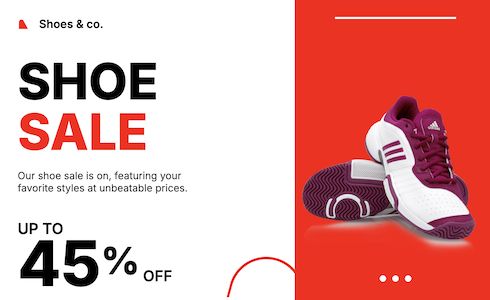 Shoes & co.
SHOE
SALE
Our shoe sale is on, featuring your
favorite styles at unbeatable prices.
UP TO
45% OFF